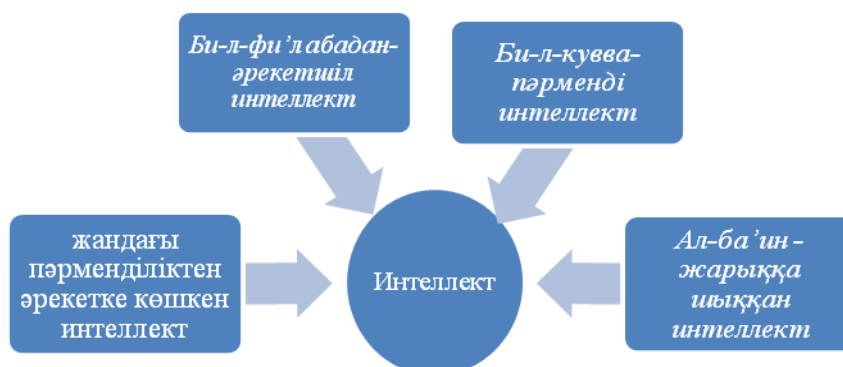 Би-л-фи’л абадан-
әрекетшіл
интеллект
Би-л-кувва-
пәрменді
интеллект
жандағы
пәрменділіктен
әрекетке көшкен
интеллект
Интеллект
Ал-ба’ин -
жарыққа
шыққан
интеллект